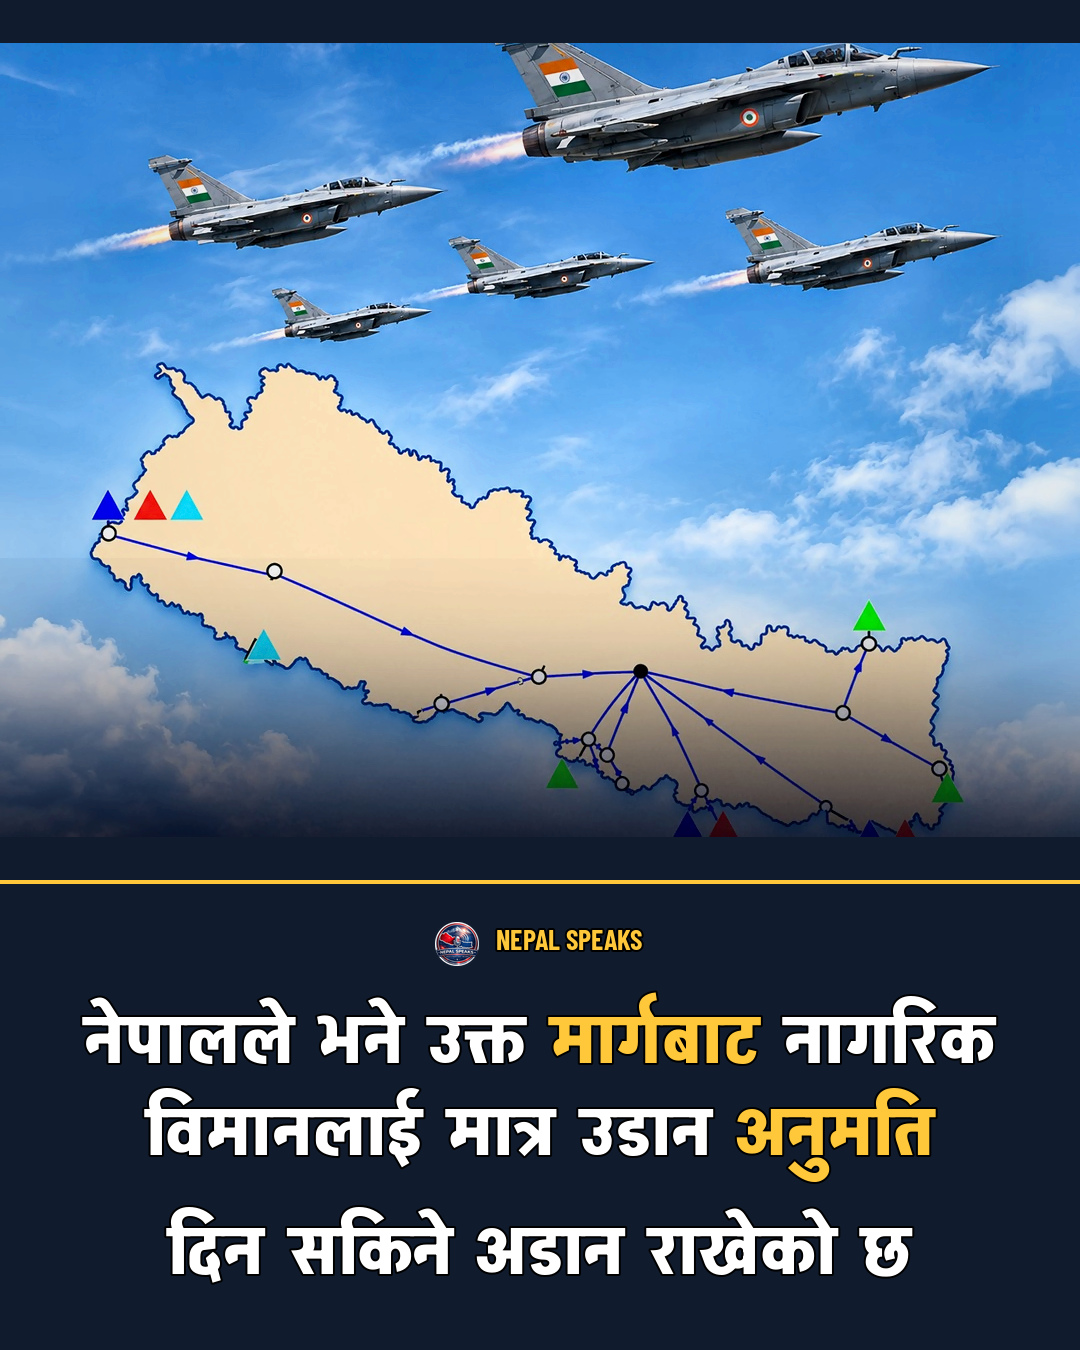 NEPAL SPEAKS
नेपालले भने उक्त मार्गबाट नागरिक
विमानलाई मात्र उडान अनुमति
दिन सकिने अडान राखेको छ